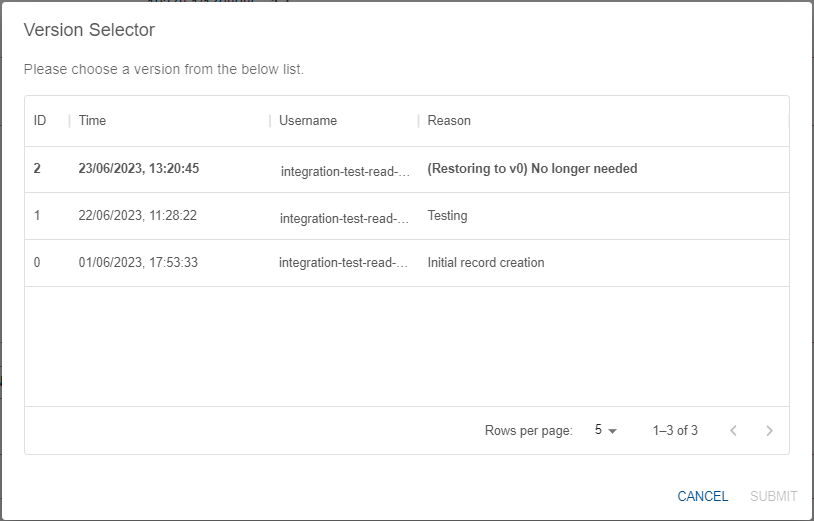 Version Selector
Please choose a version from the below list.
ID Time Username Reason
2 23/06/2023, 13:20:45 integration-test-read-... (Restoring to v0) No longer needed
1 22/06/2023, 11:28:22 integration-test-read-... Testing
0 01/06/2023, 17:53:33 integration-test-read-... Initial record creation
Rows per page: 5 1–3 of 3
CANCEL SUBMIT